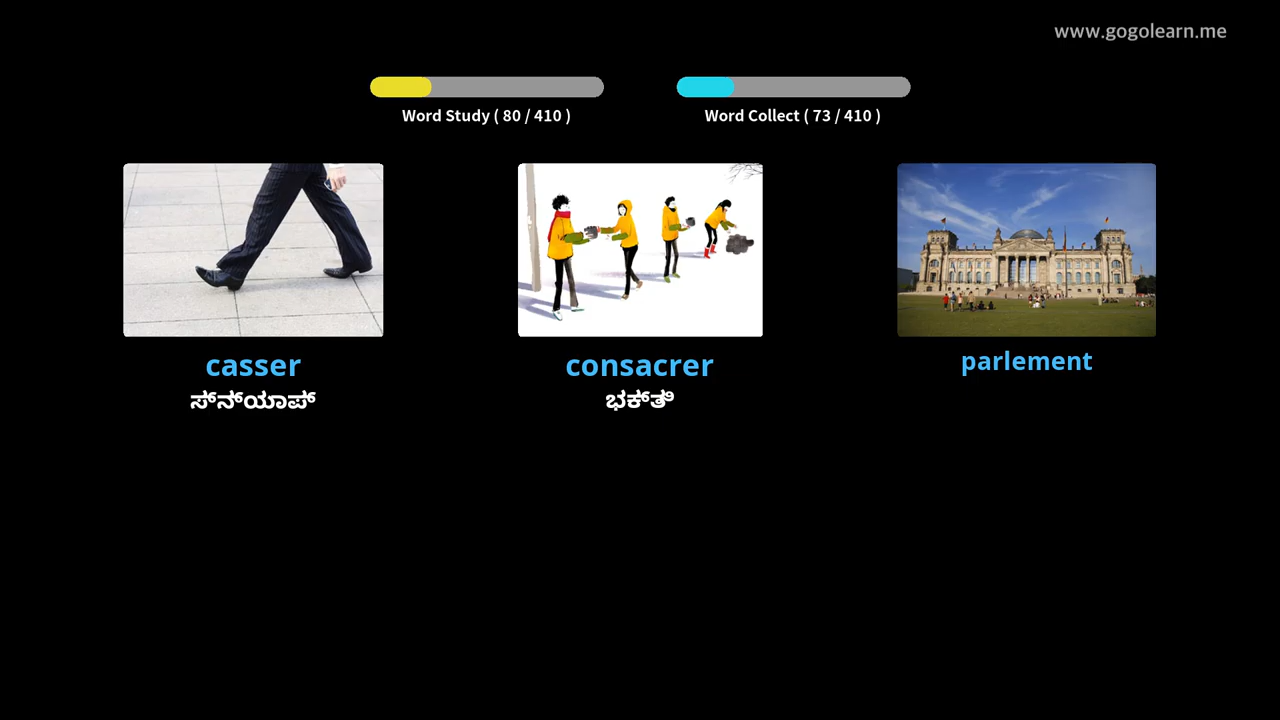 www.gogolearn.me
Word Study ( 80 / 410 )
Word Collect ( 73 / 410 )
casser
ಸ್ನ್ಯಾಪ್
consacrer
ಭಕ್ತಿ
parlement